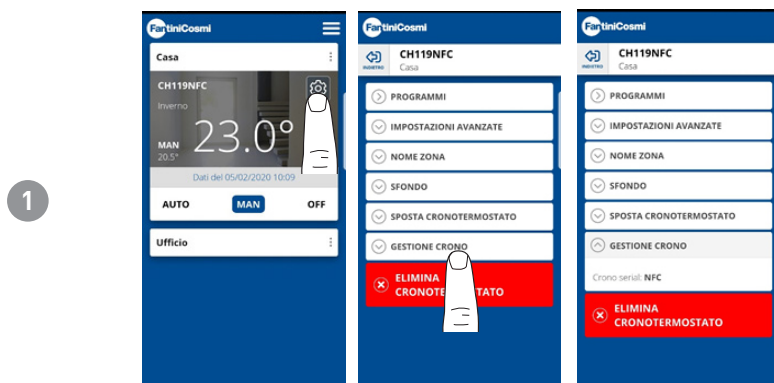 1
FantiniCosmi
Casa
CH119NFC
Inverno
23.0°
MAN
20.5°
Dati del 05/02/2020 10:09
AUTO MAN OFF
Ufficio
FantiniCosmi
INDIETRO
CH119NFC
Casa
PROGRAMMI
IMPOSTAZIONI AVANZATE
NOME ZONA
SFONDO
SPOSTA CRONOTERMOSTATO
GESTIONE CRONO
ELIMINA
FantiniCosmi
INDIETRO
CH119NFC
Casa
PROGRAMMI
IMPOSTAZIONI AVANZATE
NOME ZONA
SFONDO
SPOSTA CRONOTERMOSTATO
GESTIONE CRONO
Crono serial: NFC
ELIMINA
CRONOTERMOSTATO